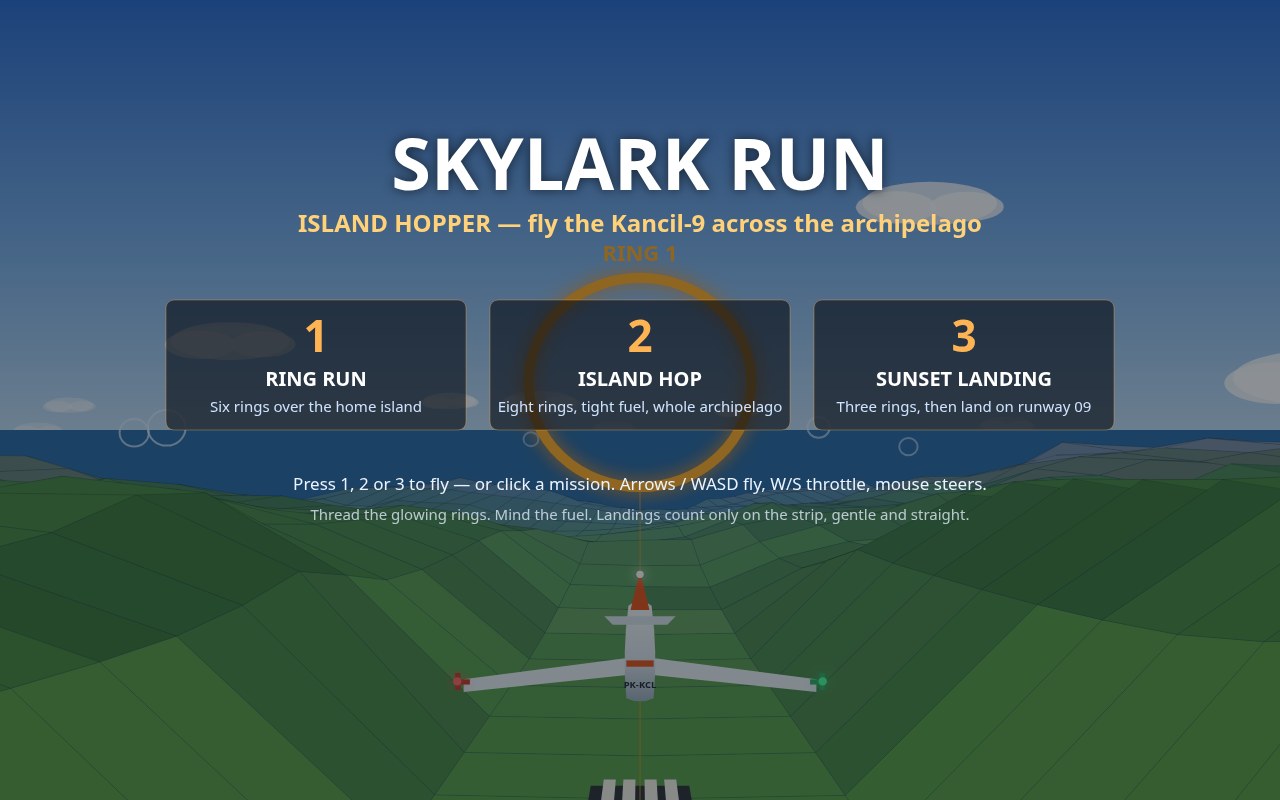 SKYLARK RUN
ISLAND HOPPER — fly the Kancil-9 across the archipelago
RING 1
1
RING RUN
Six rings over the home island
2
ISLAND HOP
Eight rings, tight fuel, whole archipelago
3
SUNSET LANDING
Three rings, then land on runway 09
Press 1, 2 or 3 to fly — or click a mission. Arrows / WASD fly, W/S throttle, mouse steers.
Thread the glowing rings. Mind the fuel. Landings count only on the strip, gentle and straight.
PK-KCL